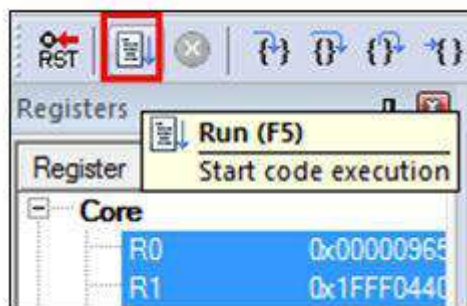 RST
Registers
Run (F5)
Register
Start code execution
Core
R0 0x00000965
R1 0x1FFF0440